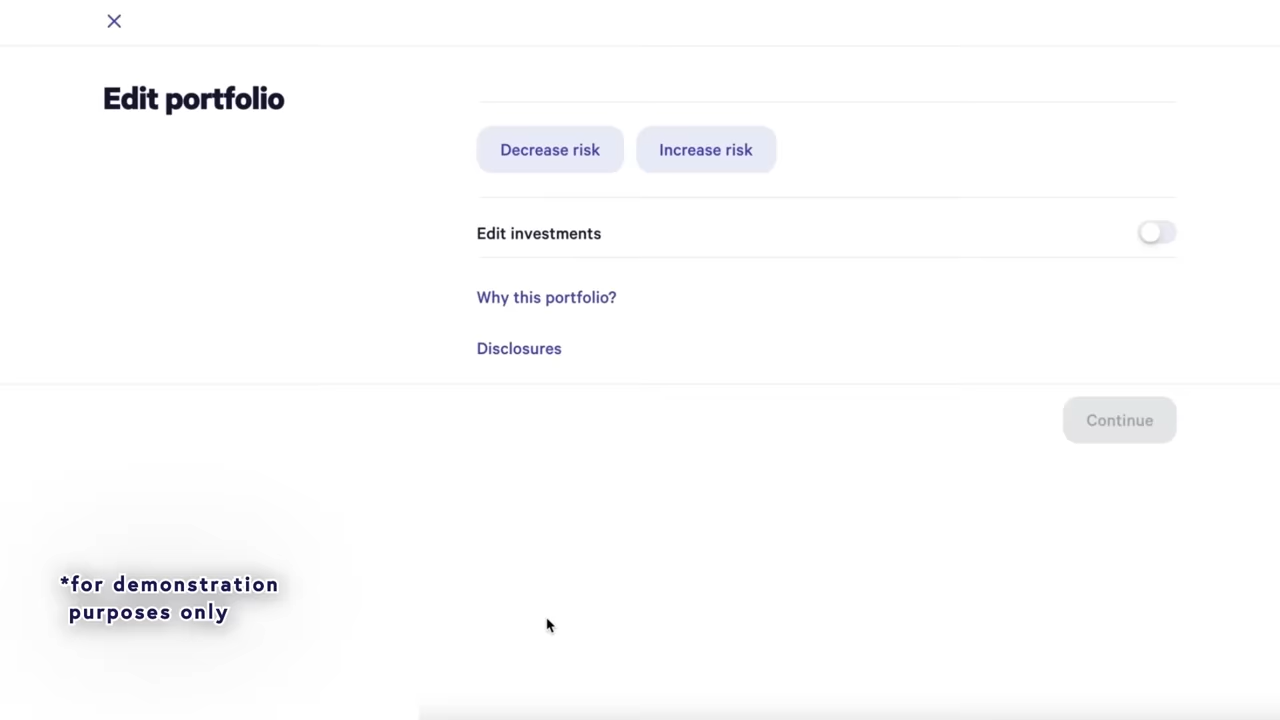 Edit portfolio
Decrease risk
Increase risk
Edit investments
Why this portfolio?
Disclosures
Continue
*for demonstration
purposes only